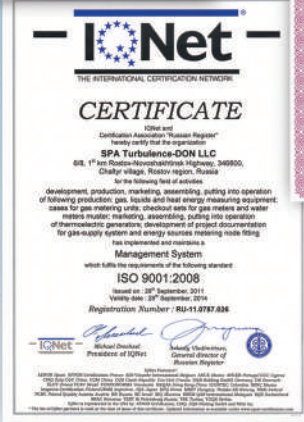 IQNet
THE INTERNATIONAL CERTIFICATION NETWORK
CERTIFICATE
IQNet and
Certification Association "Russian Register"
hereby certify that the organization
SPA Turbulence-DON LLC
6/8, 1st km Rostov-Novoshakhtinsk Highway, 346800,
Chaltyr village, Rostov region, Russia
for the following field of activities
development, production, marketing, assembling, putting into operation
of following production: gas, liquids and heat energy measuring equipment;
cases for gas metering units; checkout sets for gas meters and water
meters muster; marketing, assembling, putting into operation
of thermoelectric generators; development of project documentation
for gas-supply system and energy sources metering node fitting
has implemented and maintains a
Management System
which fulfills the requirements of the following standard
ISO 9001:2008
Issued on: 29th September, 2011
Validity date: 29th September, 2014
Registration Number: RU-11.0787.026
IQNet
Michael Drechsel
President of IQNet
Arkady Vladimirtsev,
General director of
Russian Register
IQNet Partners*: